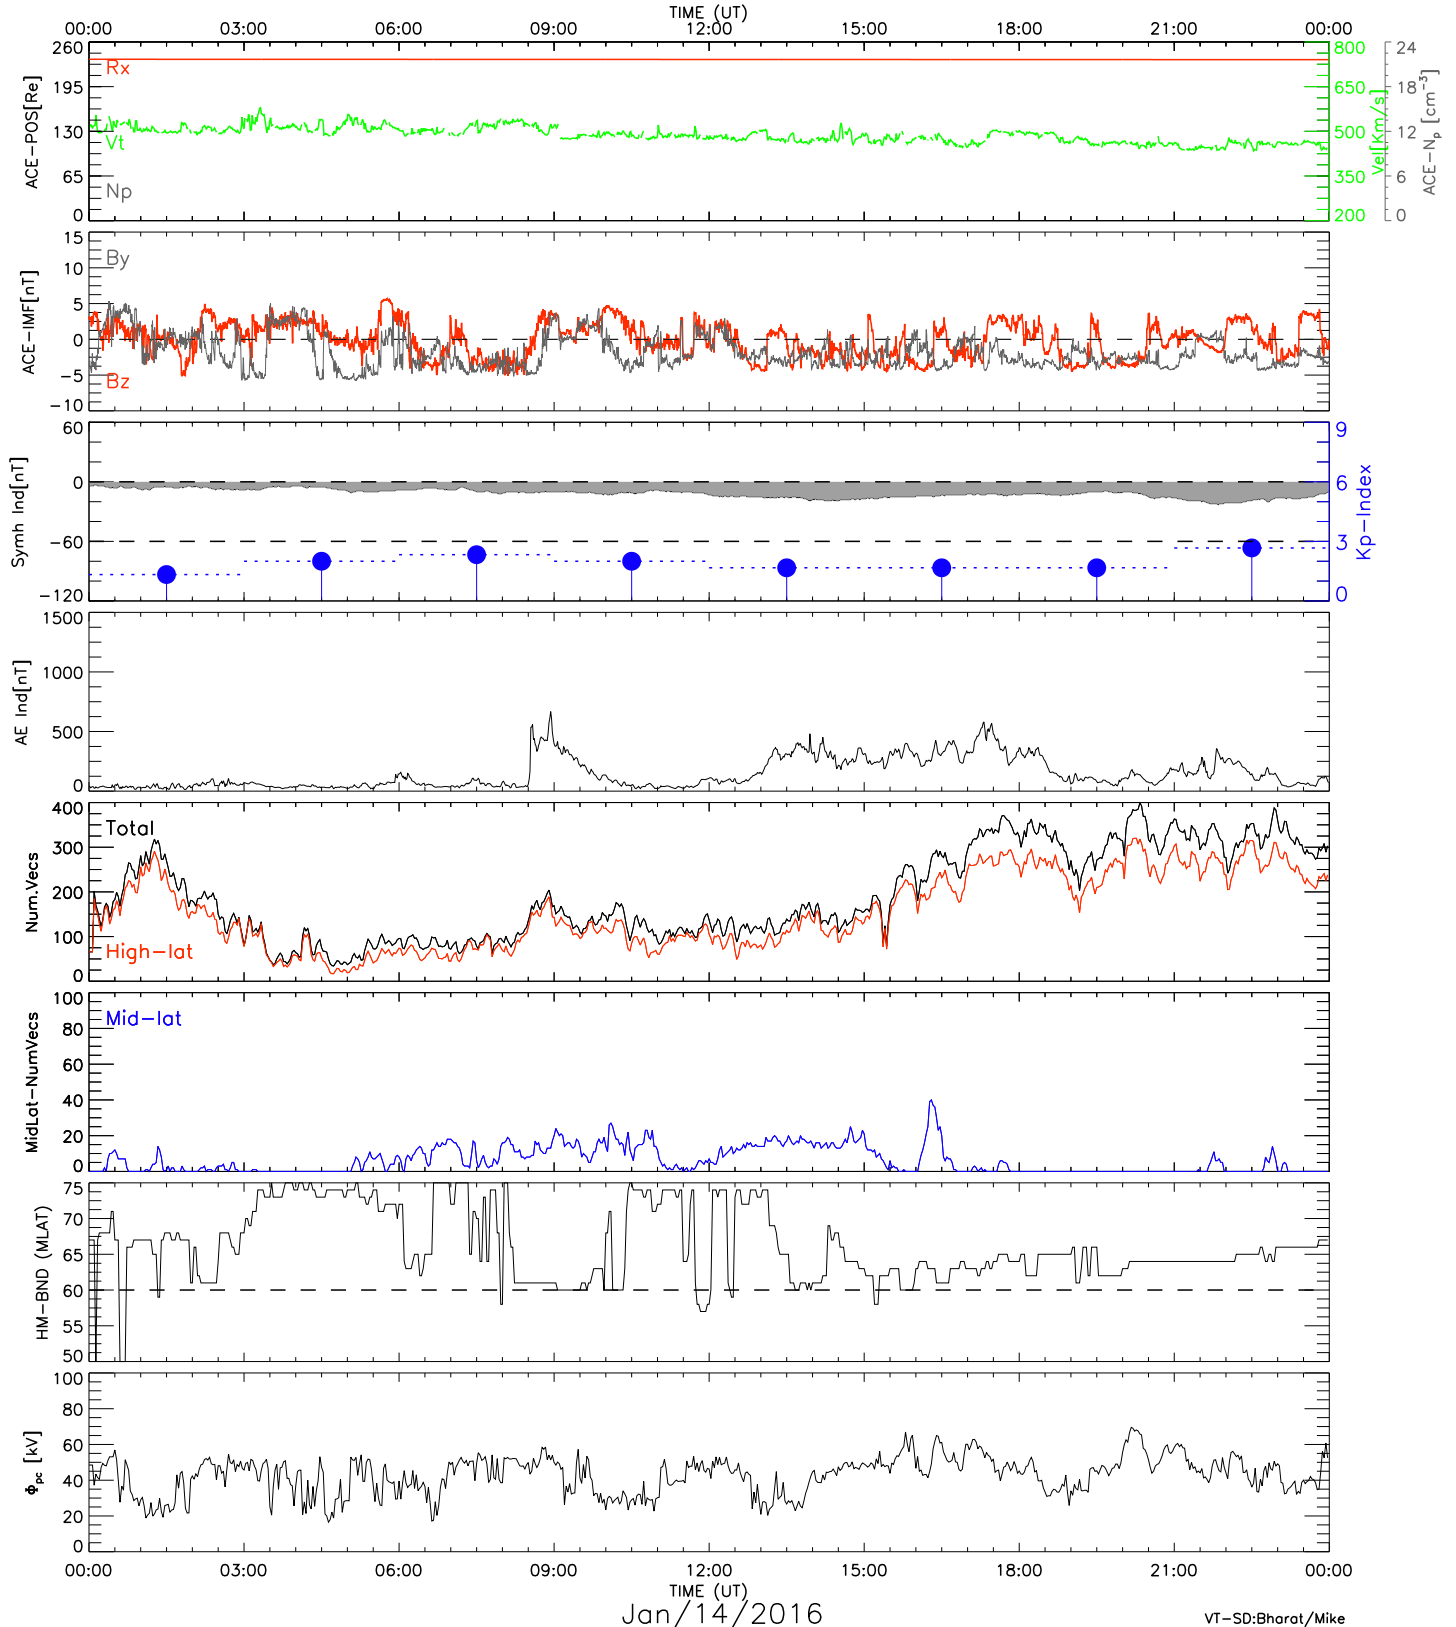 TIME (UT)
00:00 03:00 06:00 09:00 12:00 15:00 18:00 21:00 00:00
ACE-POS[Re]
260
195
130
65
0
Rx
Vt
Np
800
650
500
350
200
Vel[Km/s]
24
18
12
6
0
ACE-Np [cm-3]
ACE-IMF[nT]
15
10
5
0
-5
-10
By
Bz
Symh Ind[nT]
60
0
-60
-120
9
6
3
0
Kp-Index
AE Ind[nT]
1500
1000
500
0
Num.Vecs
400
300
200
100
0
Total
High-lat
MidLat-NumVecs
100
80
60
40
20
0
Mid-lat
HM-BND (MLAT)
75
70
65
60
55
50
Φpc [kV]
100
80
60
40
20
0
00:00 03:00 06:00 09:00 12:00 15:00 18:00 21:00 00:00
TIME (UT)
Jan/14/2016
VT-SD:Bharat/Mike